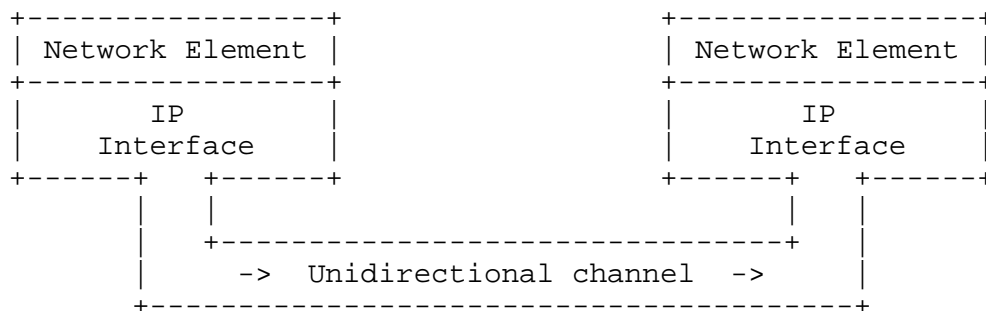 Network Element Network Element
IP IP
Interface Interface
-> Unidirectional channel ->